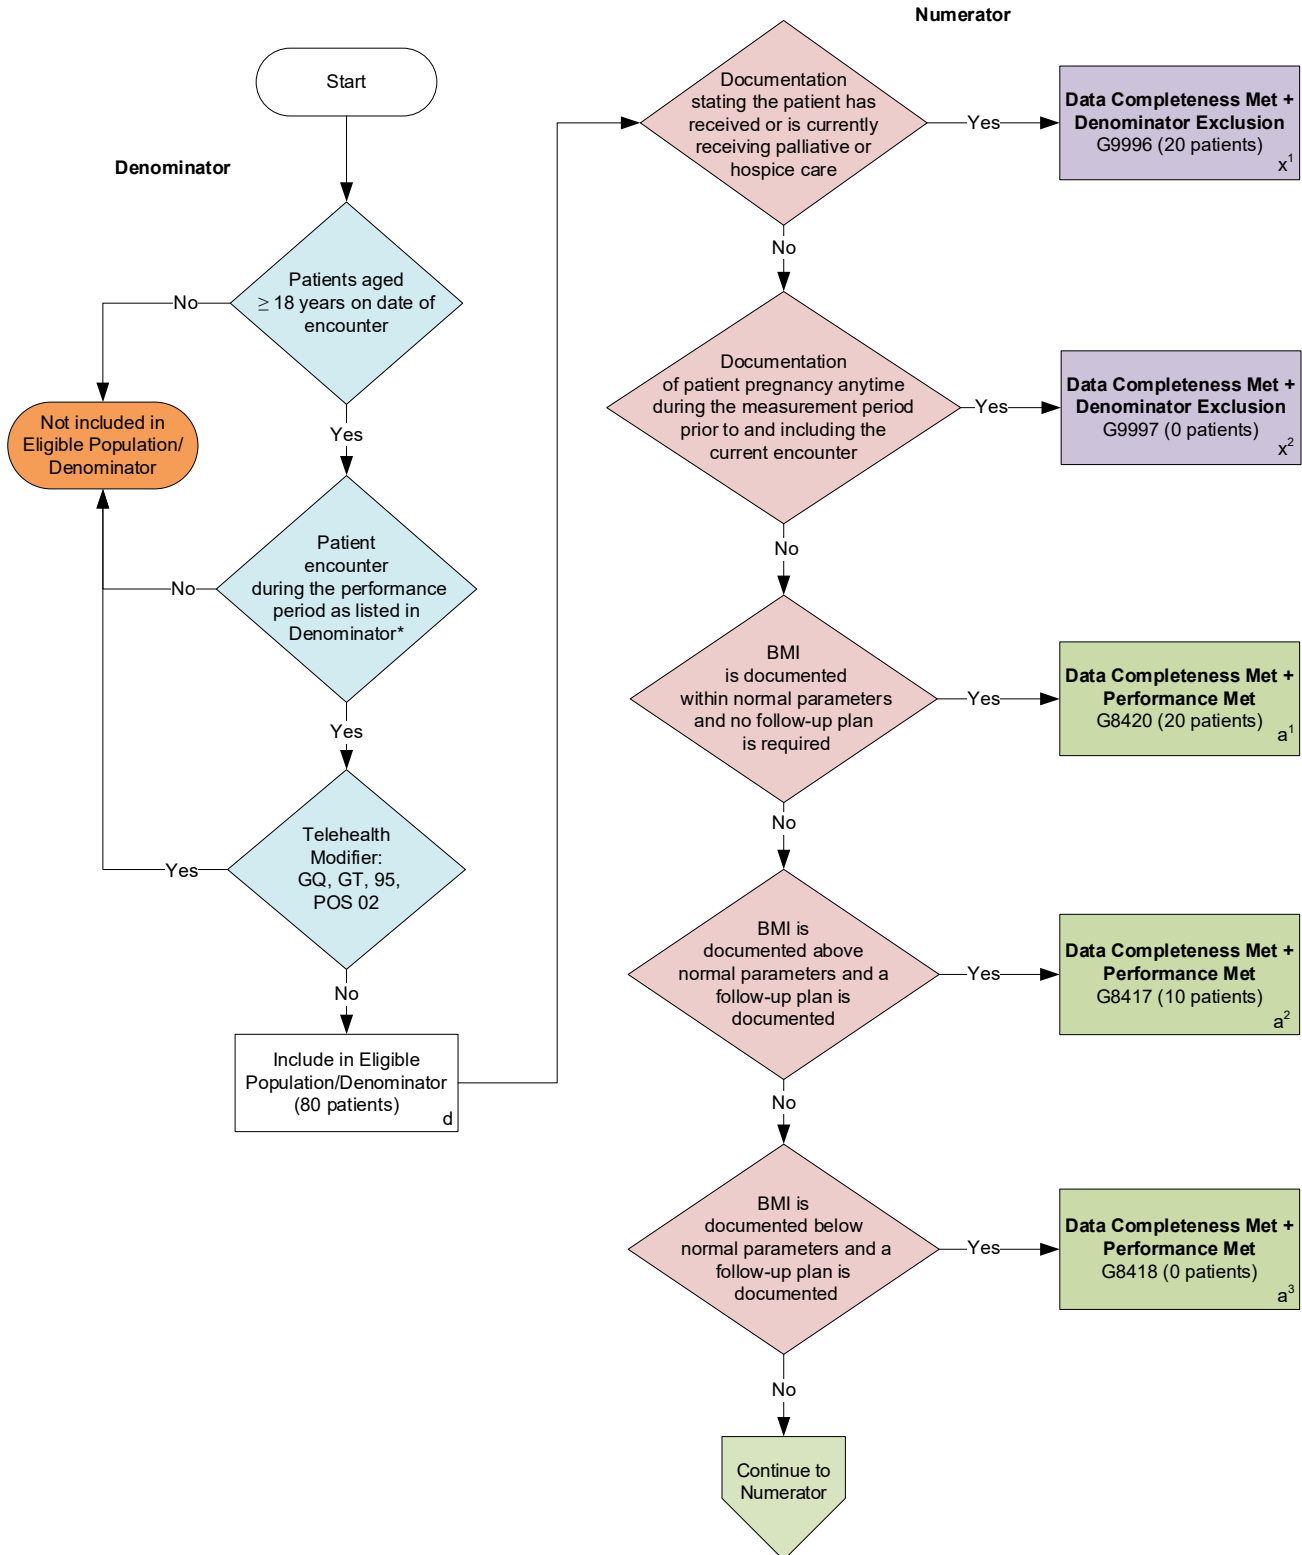 Numerator
Start
Denominator
Patients aged
≥ 18 years on date of
encounter
No
Not included in
Eligible Population/
Denominator
Yes
Patient
encounter
during the performance
period as listed in
Denominator*
No
Yes
Telehealth
Modifier:
GQ, GT, 95,
POS 02
Yes
No
Include in Eligible
Population/Denominator
(80 patients)
d
Documentation
stating the patient has
received or is currently
receiving palliative or
hospice care
Yes
Data Completeness Met +
Denominator Exclusion
G9996 (20 patients)
x¹
No
Documentation
of patient pregnancy anytime
during the measurement period
prior to and including the
current encounter
Yes
Data Completeness Met +
Denominator Exclusion
G9997 (0 patients)
x²
No
BMI
is documented
within normal parameters
and no follow-up plan
is required
Yes
Data Completeness Met +
Performance Met
G8420 (20 patients)
a¹
No
BMI is
documented above
normal parameters and a
follow-up plan is
documented
Yes
Data Completeness Met +
Performance Met
G8417 (10 patients)
a²
No
BMI is
documented below
normal parameters and a
follow-up plan is
documented
Yes
Data Completeness Met +
Performance Met
G8418 (0 patients)
a³
No
Continue to
Numerator